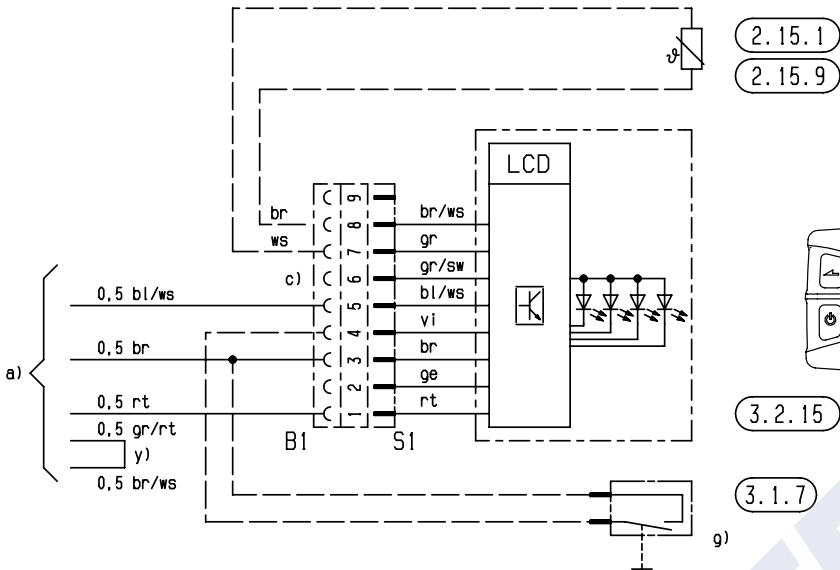 2.15.1
2.15.9
ϑ
LCD
br
ws
c)
9
8
7
6
5
4
3
2
1
br/ws
gr
gr/sw
bl/ws
vi
br
ge
rt
a)
0,5 bl/ws
0,5 br
0,5 rt
0,5 gr/rt
y)
0,5 br/ws
B1
S1
3.2.15
3.1.7
g)